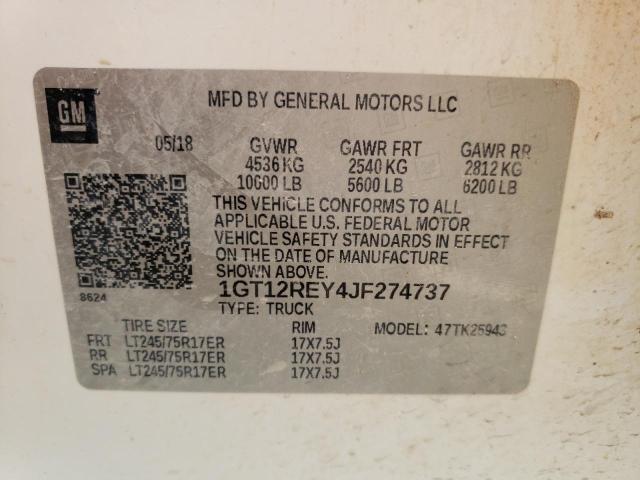 GM
MFD BY GENERAL MOTORS LLC
05/18 GVWR GAWR FRT GAWR RR
4536 KG 2540 KG 2812 KG
10000 LB 5600 LB 6200 LB
THIS VEHICLE CONFORMS TO ALL
APPLICABLE U.S. FEDERAL MOTOR
VEHICLE SAFETY STANDARDS IN EFFECT
ON THE DATE OF MANUFACTURE
SHOWN ABOVE.
8624
1GT12REY4JF274737
TYPE: TRUCK
TIRE SIZE RIM MODEL: 47TK25943
FRT LT245/75R17ER 17X7.5J
RR LT245/75R17ER 17X7.5J
SPA LT245/75R17ER 17X7.5J